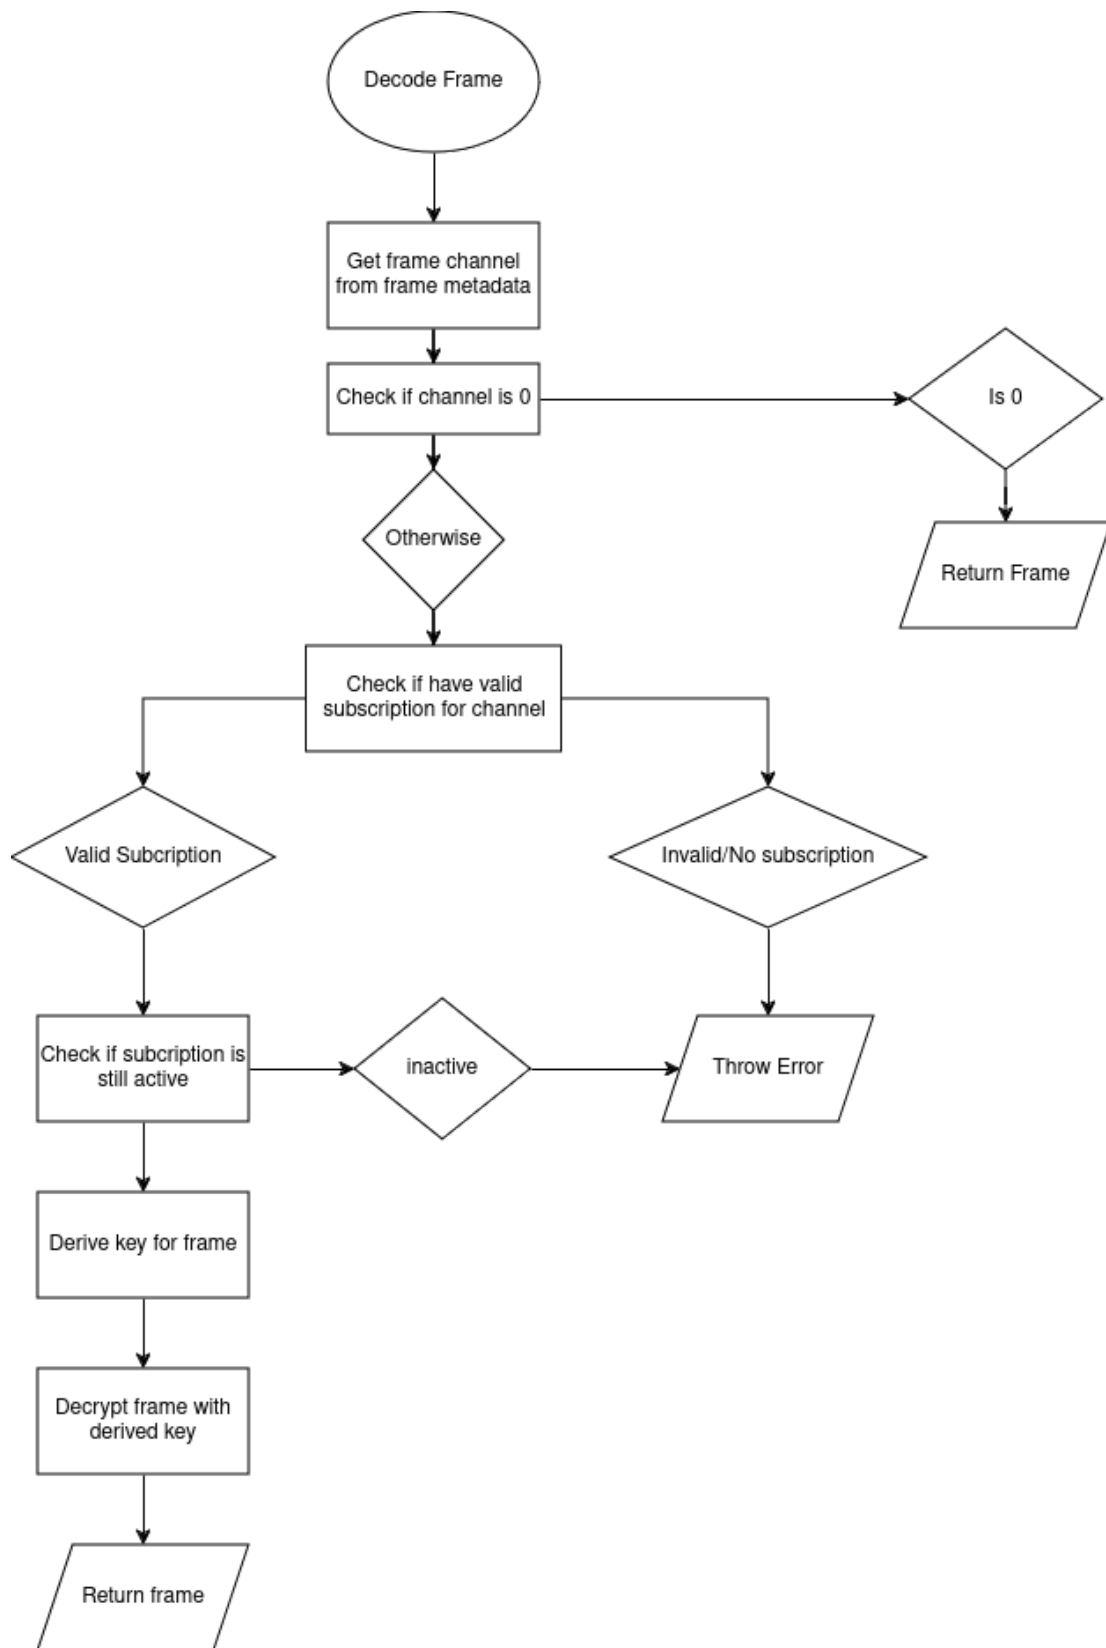 Decode Frame
Get frame channel
from frame metadata
Check if channel is 0
Is 0
Otherwise
Return Frame
Check if have valid
subscription for channel
Valid Subcription
Invalid/No subscription
Check if subcription is
still active
inactive
Throw Error
Derive key for frame
Decrypt frame with
derived key
Return frame